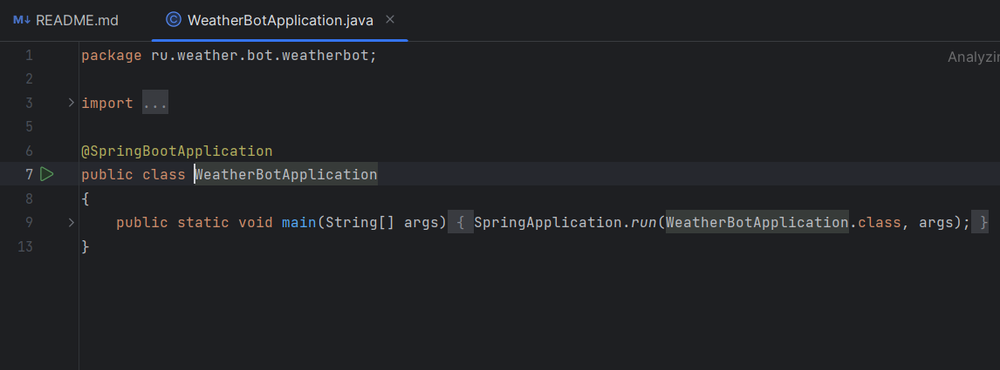 M↓ README.md
© WeatherBotApplication.java ×
1 package ru.weather.bot.weatherbot;
Analyzi
2
3 import ...
5
6 @SpringBootApplication
7 public class WeatherBotApplication
8 {
9 public static void main(String[] args) { SpringApplication.run(WeatherBotApplication.class, args); }
13 }